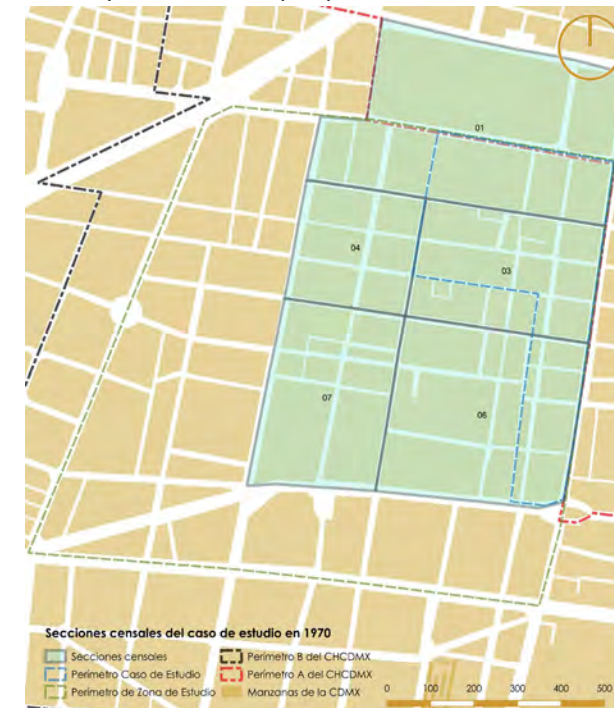 01
04
03
07
06
Secciones censales del caso de estudio en 1970
Secciones censales
Perímetro B del CHCDMX
Perímetro Caso de Estudio
Perímetro A del CHCDMX
Perímetro de Zona de Estudio
Manzanas de la CDMX
0 100 200 300 400 500